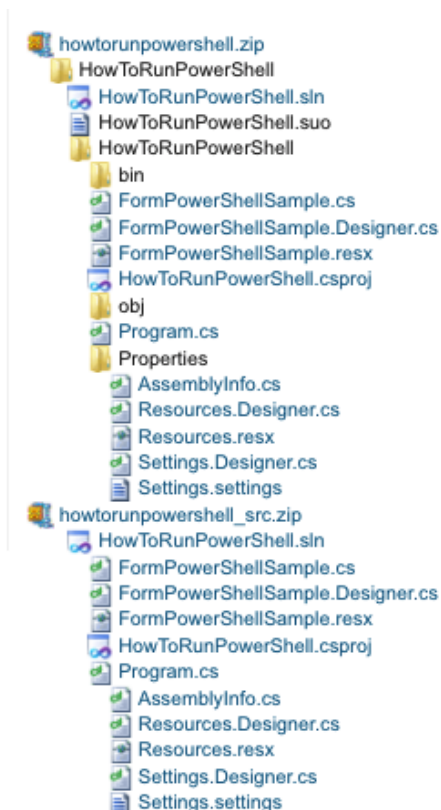 howtorunpowershell.zip
HowToRunPowerShell
HowToRunPowerShell.sln
HowToRunPowerShell.suo
HowToRunPowerShell
bin
FormPowerShellSample.cs
FormPowerShellSample.Designer.cs
FormPowerShellSample.resx
HowToRunPowerShell.csproj
obj
Program.cs
Properties
AssemblyInfo.cs
Resources.Designer.cs
Resources.resx
Settings.Designer.cs
Settings.settings
howtorunpowershell_src.zip
HowToRunPowerShell.sln
FormPowerShellSample.cs
FormPowerShellSample.Designer.cs
FormPowerShellSample.resx
HowToRunPowerShell.csproj
Program.cs
AssemblyInfo.cs
Resources.Designer.cs
Resources.resx
Settings.Designer.cs
Settings.settings